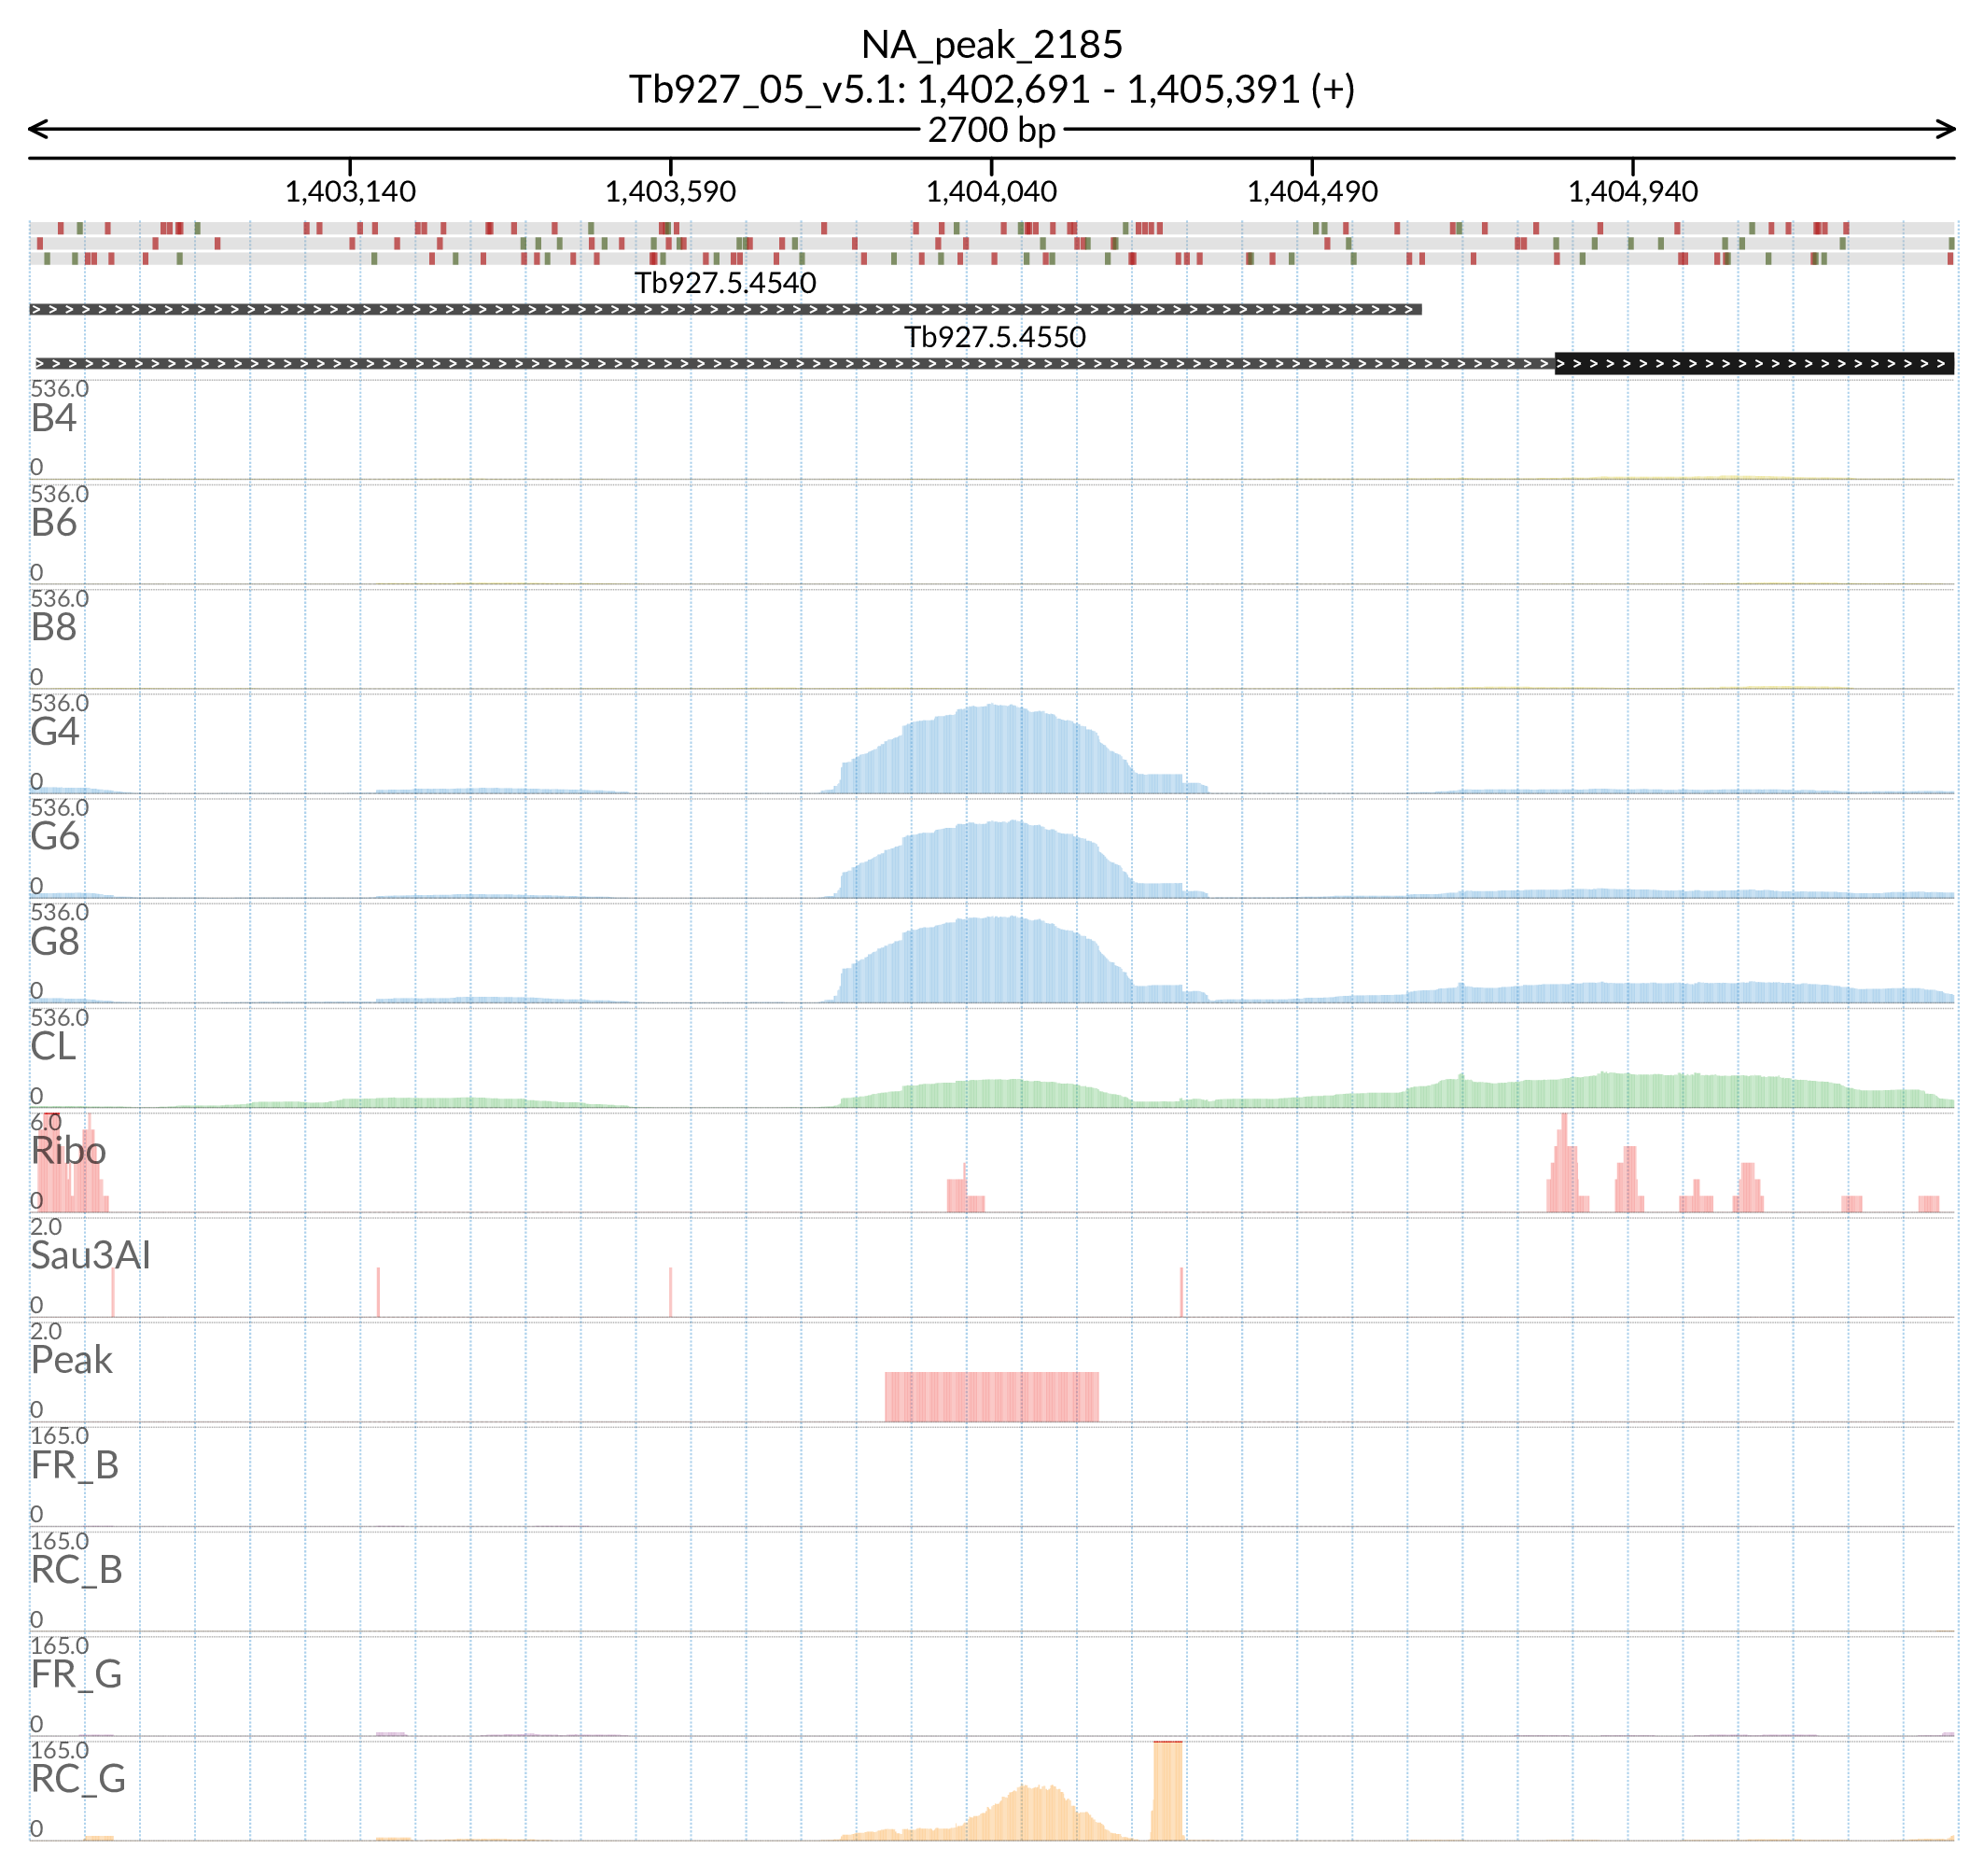 NA_peak_2185
Tb927_05_v5.1: 1,402,691 - 1,405,391 (+)
2700 bp
1,403,140 1,403,590 1,404,040 1,404,490 1,404,940
Tb927.5.4540
Tb927.5.4550
536.0
B4
0
536.0
B6
0
536.0
B8
0
536.0
G4
0
536.0
G6
0
536.0
G8
0
536.0
CL
0
6.0
Ribo
0
2.0
Sau3AI
0
2.0
Peak
0
165.0
FR_B
0
165.0
RC_B
0
165.0
FR_G
0
165.0
RC_G
0